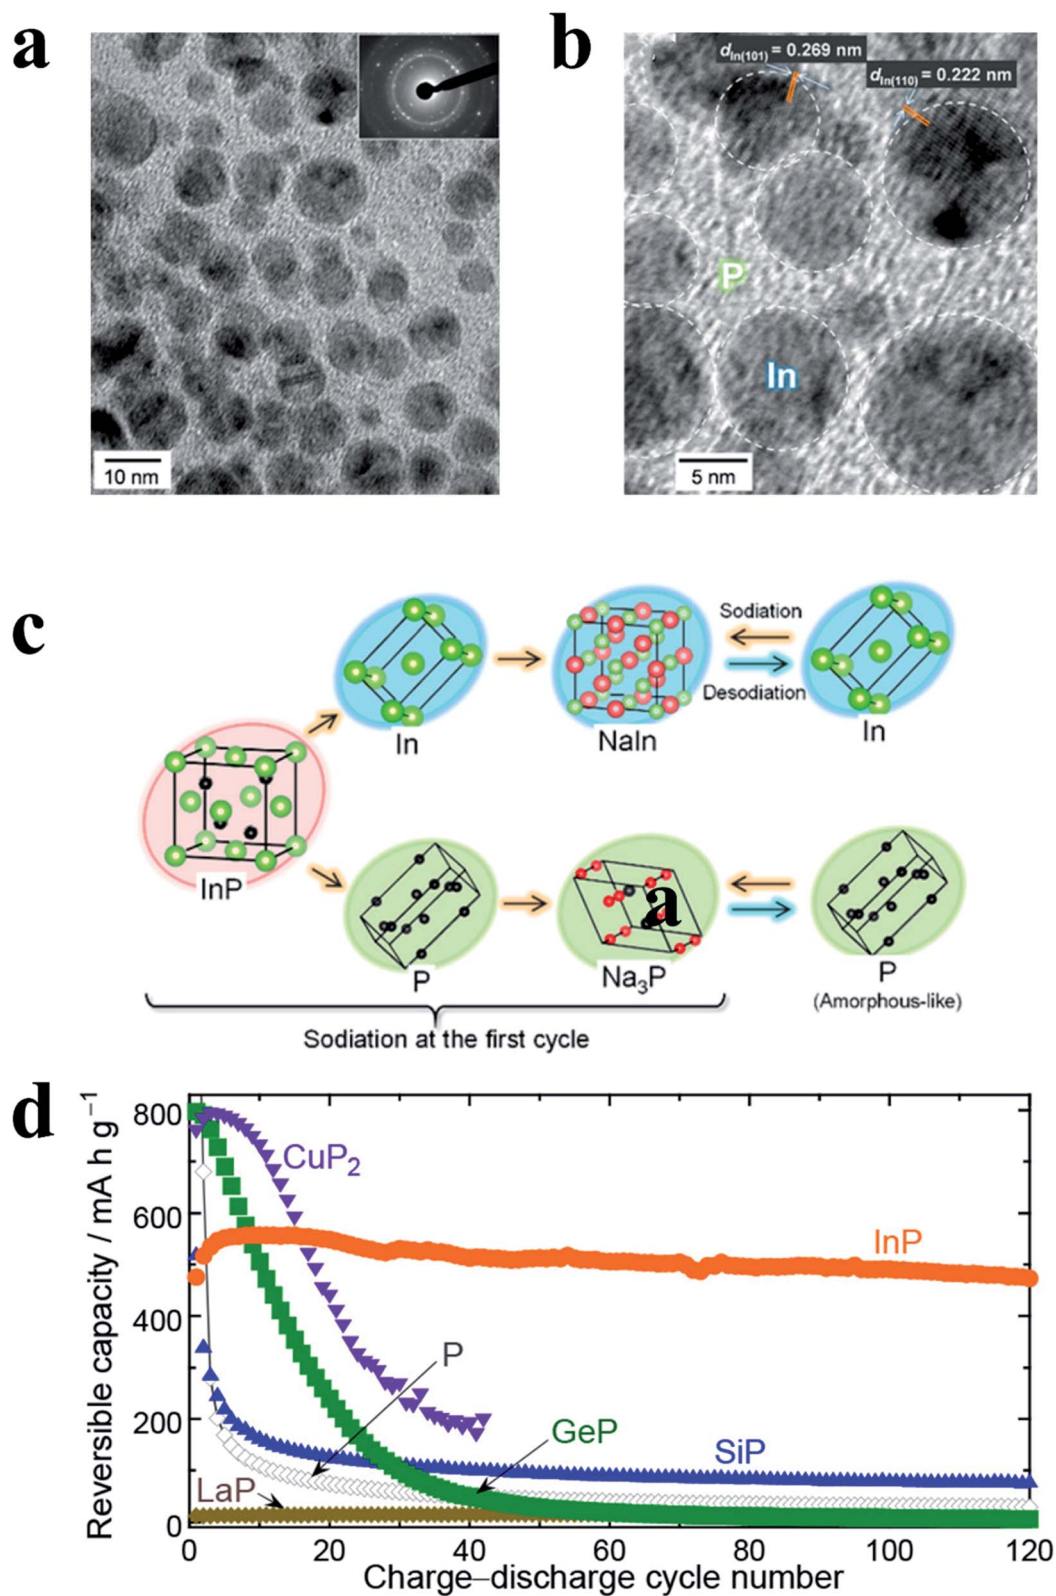 a
b
d_In(101) = 0.269 nm
d_In(110) = 0.222 nm
P
In
10 nm
5 nm
c
Sodiation
Desodiation
In
NaIn
In
InP
a
P
Na₃P
P
(Amorphous-like)
Sodiation at the first cycle
d
Reversible capacity / mA h g⁻¹
800
600
400
200
0
CuP₂
InP
P
GeP
SiP
LaP
0 20 40 60 80 100 120
Charge–discharge cycle number